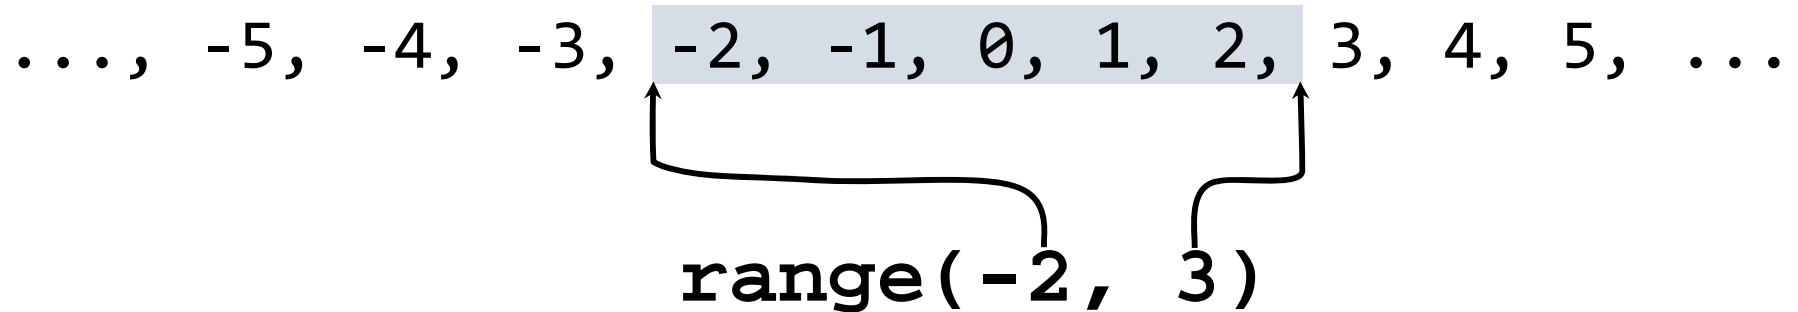 ..., -5, -4, -3, -2, -1, 0, 1, 2, 3, 4, 5, ...
range(-2, 3)